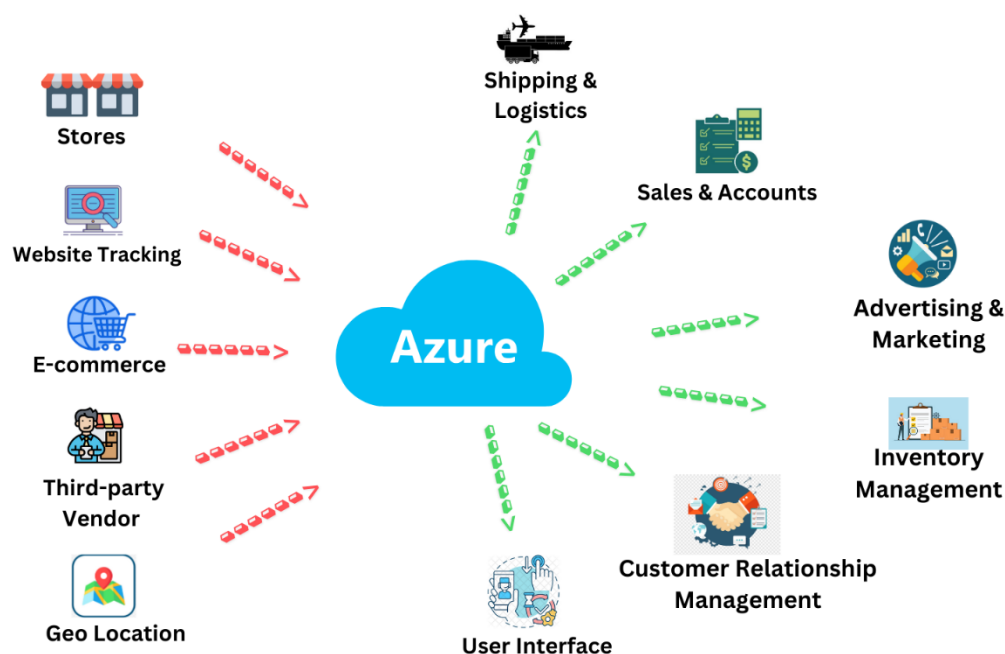 Shipping &
Logistics
Stores
Sales & Accounts
Website Tracking
Advertising &
Marketing
Azure
E-commerce
Inventory
Management
Third-party
Vendor
Customer Relationship
Management
Geo Location
User Interface